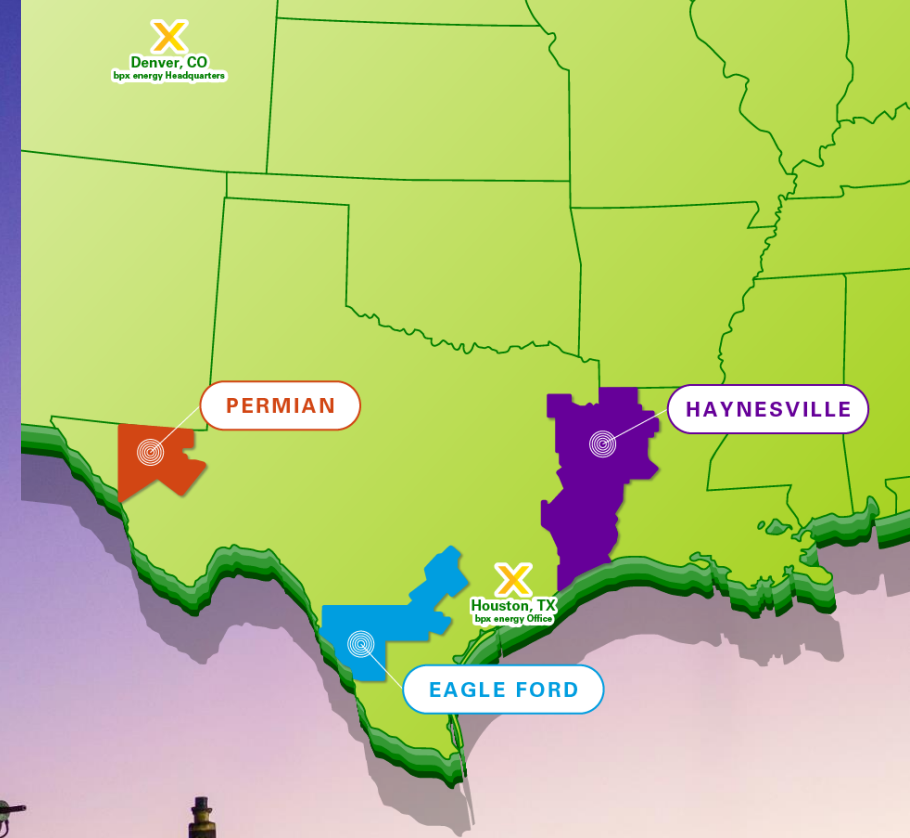 Denver, CO
bpx energy Headquarters
PERMIAN
HAYNESVILLE
Houston, TX
bpx energy Office
EAGLE FORD